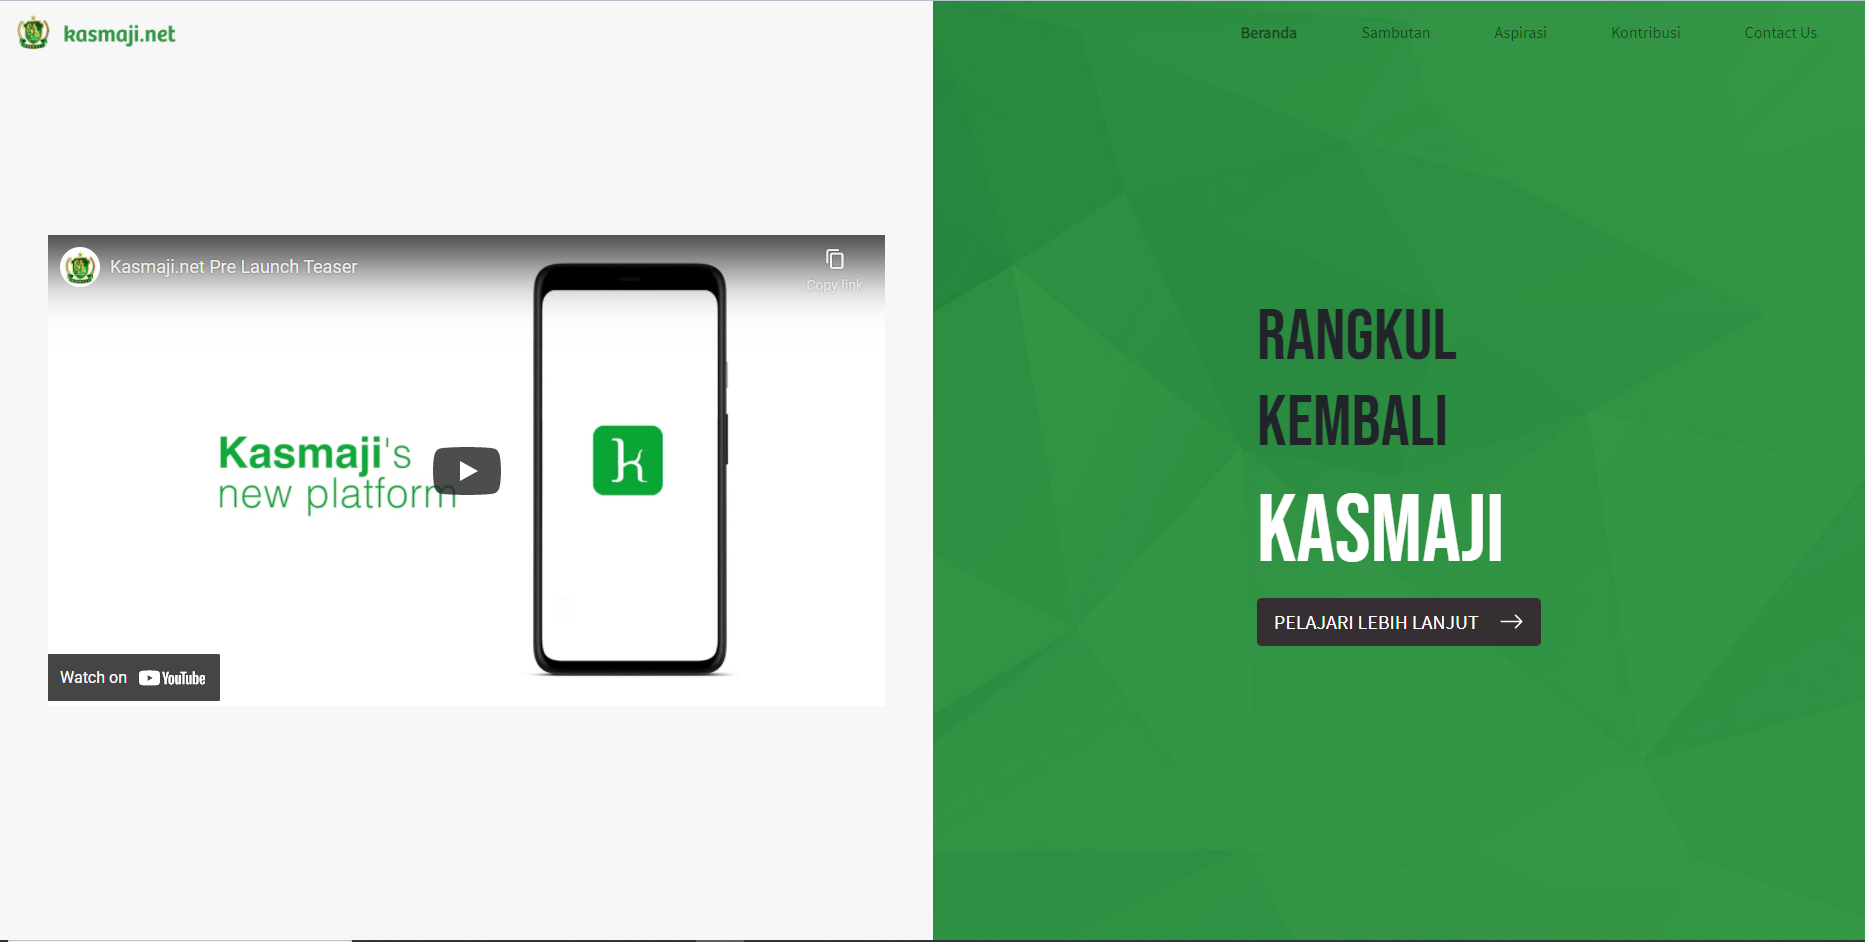 kasmaji.net
Beranda
Sambutan
Aspirasi
Kontribusi
Contact Us
Kasmaji.net Pre Launch Teaser
Copy link
Kasmaji's
new platform
k
Watch on YouTube
RANGKUL
KEMBALI
KASMAJI
PELAJARI LEBIH LANJUT